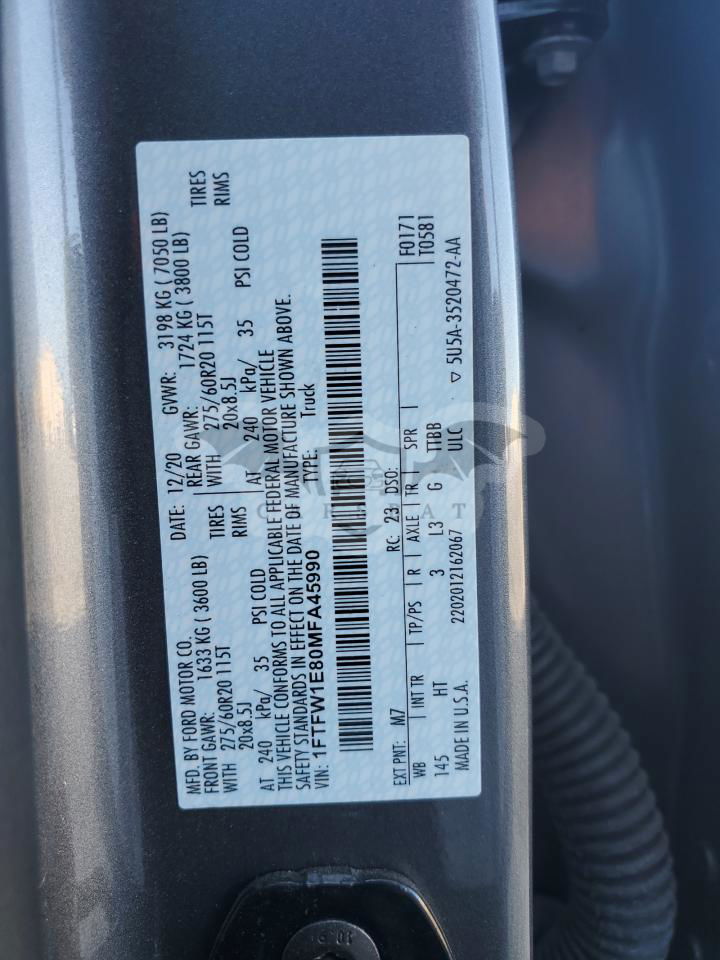 MFD. BY FORD MOTOR CO. DATE: 12/20 GVWR: 3198 KG ( 7050 LB)
FRONT GAWR: 1633 KG ( 3600 LB) REAR GAWR: 1724 KG ( 3800 LB)
WITH 275/60R20 115T TIRES WITH 275/60R20 115T TIRES
20x8.5J RIMS 20x8.5J RIMS
AT 240 kPa/ 35 PSI COLD AT 240 kPa/ 35 PSI COLD
THIS VEHICLE CONFORMS TO ALL APPLICABLE FEDERAL MOTOR VEHICLE
SAFETY STANDARDS IN EFFECT ON THE DATE OF MANUFACTURE SHOWN ABOVE.
VIN: 1FTFW1E80MFA45990 TYPE: Truck
EXT PNT: M7 RC: 23 DSO: F0171
WB INT TR TP/PS R AXLE TR SPR T0581
145 HT 3 L3 G TTBB
MADE IN U.S.A. 2202012162067 ULC ▽ 5U5A-3520472-AA